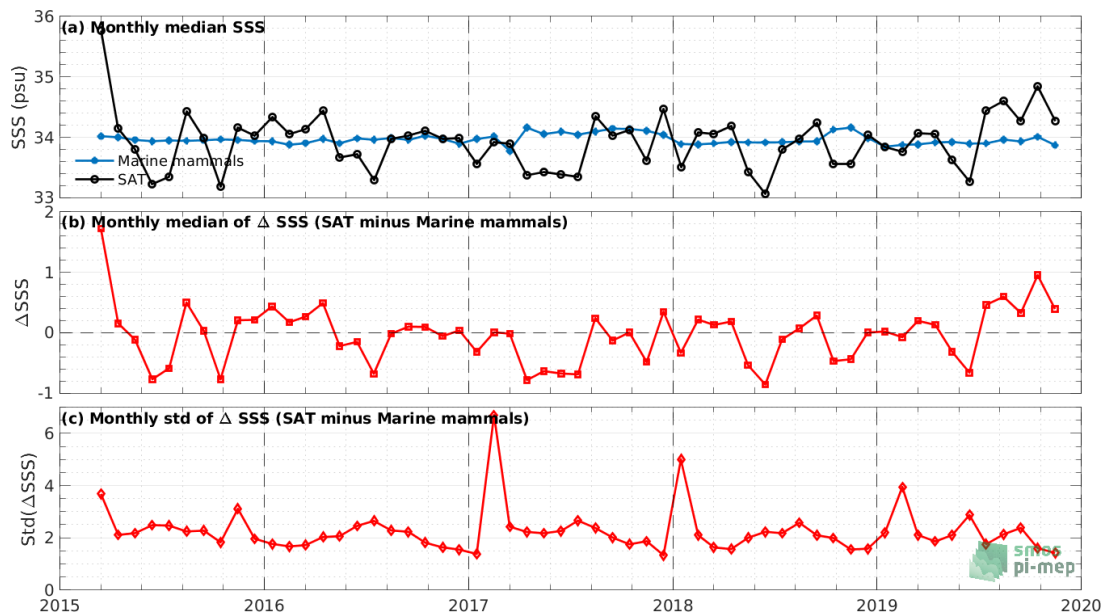 36
(a) Monthly median SSS
35
SSS (psu)
34
Marine mammals
SAT
33
2
(b) Monthly median of Δ SSS (SAT minus Marine mammals)
1
ΔSSS
0
-1
(c) Monthly std of Δ SSS (SAT minus Marine mammals)
6
4
Std(ΔSSS)
2
smos
pi-mep
0
2015 2016 2017 2018 2019 2020